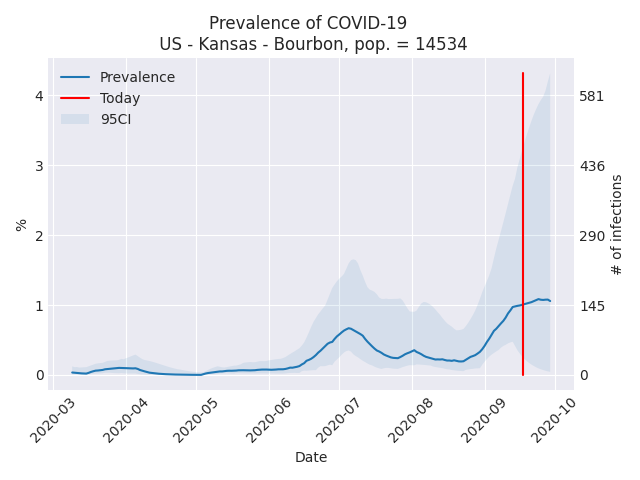 Prevalence of COVID-19
US - Kansas - Bourbon, pop. = 14534
Prevalence
Today
95CI
4
3
2
1
0
%
581
436
290
145
0
# of infections
2020-03
2020-04
2020-05
2020-06
2020-07
2020-08
2020-09
2020-10
Date